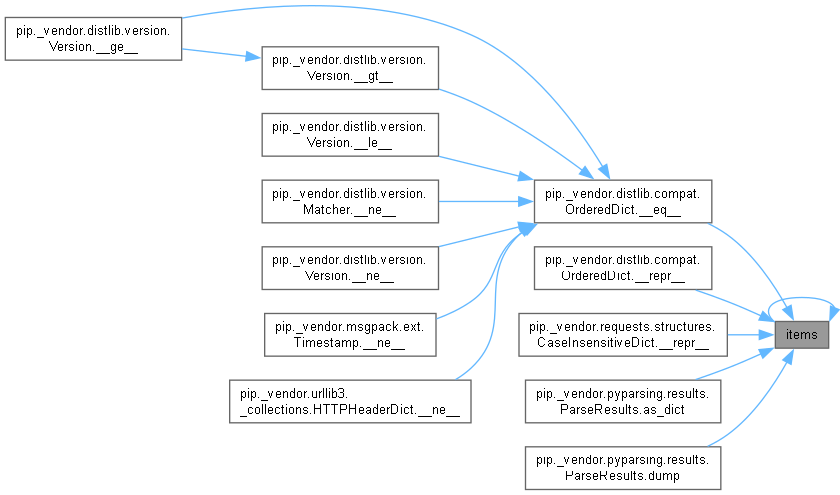 pip._vendor.distlib.version.
Version.__ge__
pip._vendor.distlib.version.
Version.__gt__
pip._vendor.distlib.version.
Version.__le__
pip._vendor.distlib.version.
Matcher.__ne__
pip._vendor.distlib.version.
Version.__ne__
pip._vendor.msgpack.ext.
Timestamp.__ne__
pip._vendor.urllib3.
_collections.HTTPHeaderDict.__ne__
pip._vendor.distlib.compat.
OrderedDict.__eq__
pip._vendor.distlib.compat.
OrderedDict.__repr__
pip._vendor.requests.structures.
CaseInsensitiveDict.__repr__
pip._vendor.pyparsing.results.
ParseResults.as_dict
pip._vendor.pyparsing.results.
ParseResults.dump
items